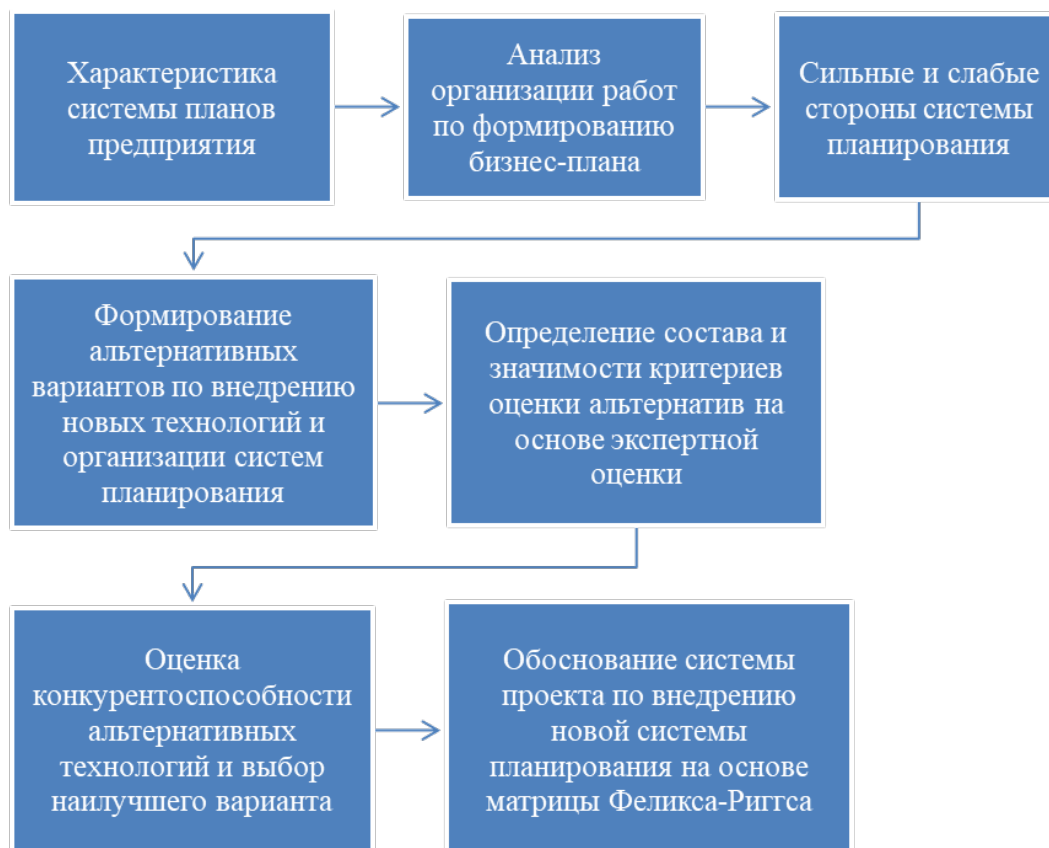 Характеристика
системы планов
предприятия
Анализ
организации работ
по формированию
бизнес-плана
Сильные и слабые
стороны системы
планирования
Формирование
альтернативных
вариантов по внедрению
новых технологий и
организации систем
планирования
Определение состава и
значимости критериев
оценки альтернатив на
основе экспертной
оценки
Оценка
конкурентоспособности
альтернативных
технологий и выбор
наилучшего варианта
Обоснование системы
проекта по внедрению
новой системы
планирования на основе
матрицы Феликса-Риггса